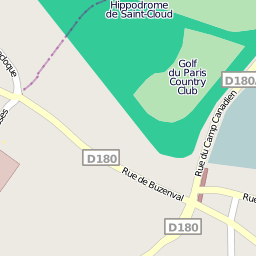 Hippodrome
de Saint-Cloud
Golf
du Paris
Country
Club
D180A
Rue du Camp Canadien
D180
Rue de Buzenval
D180